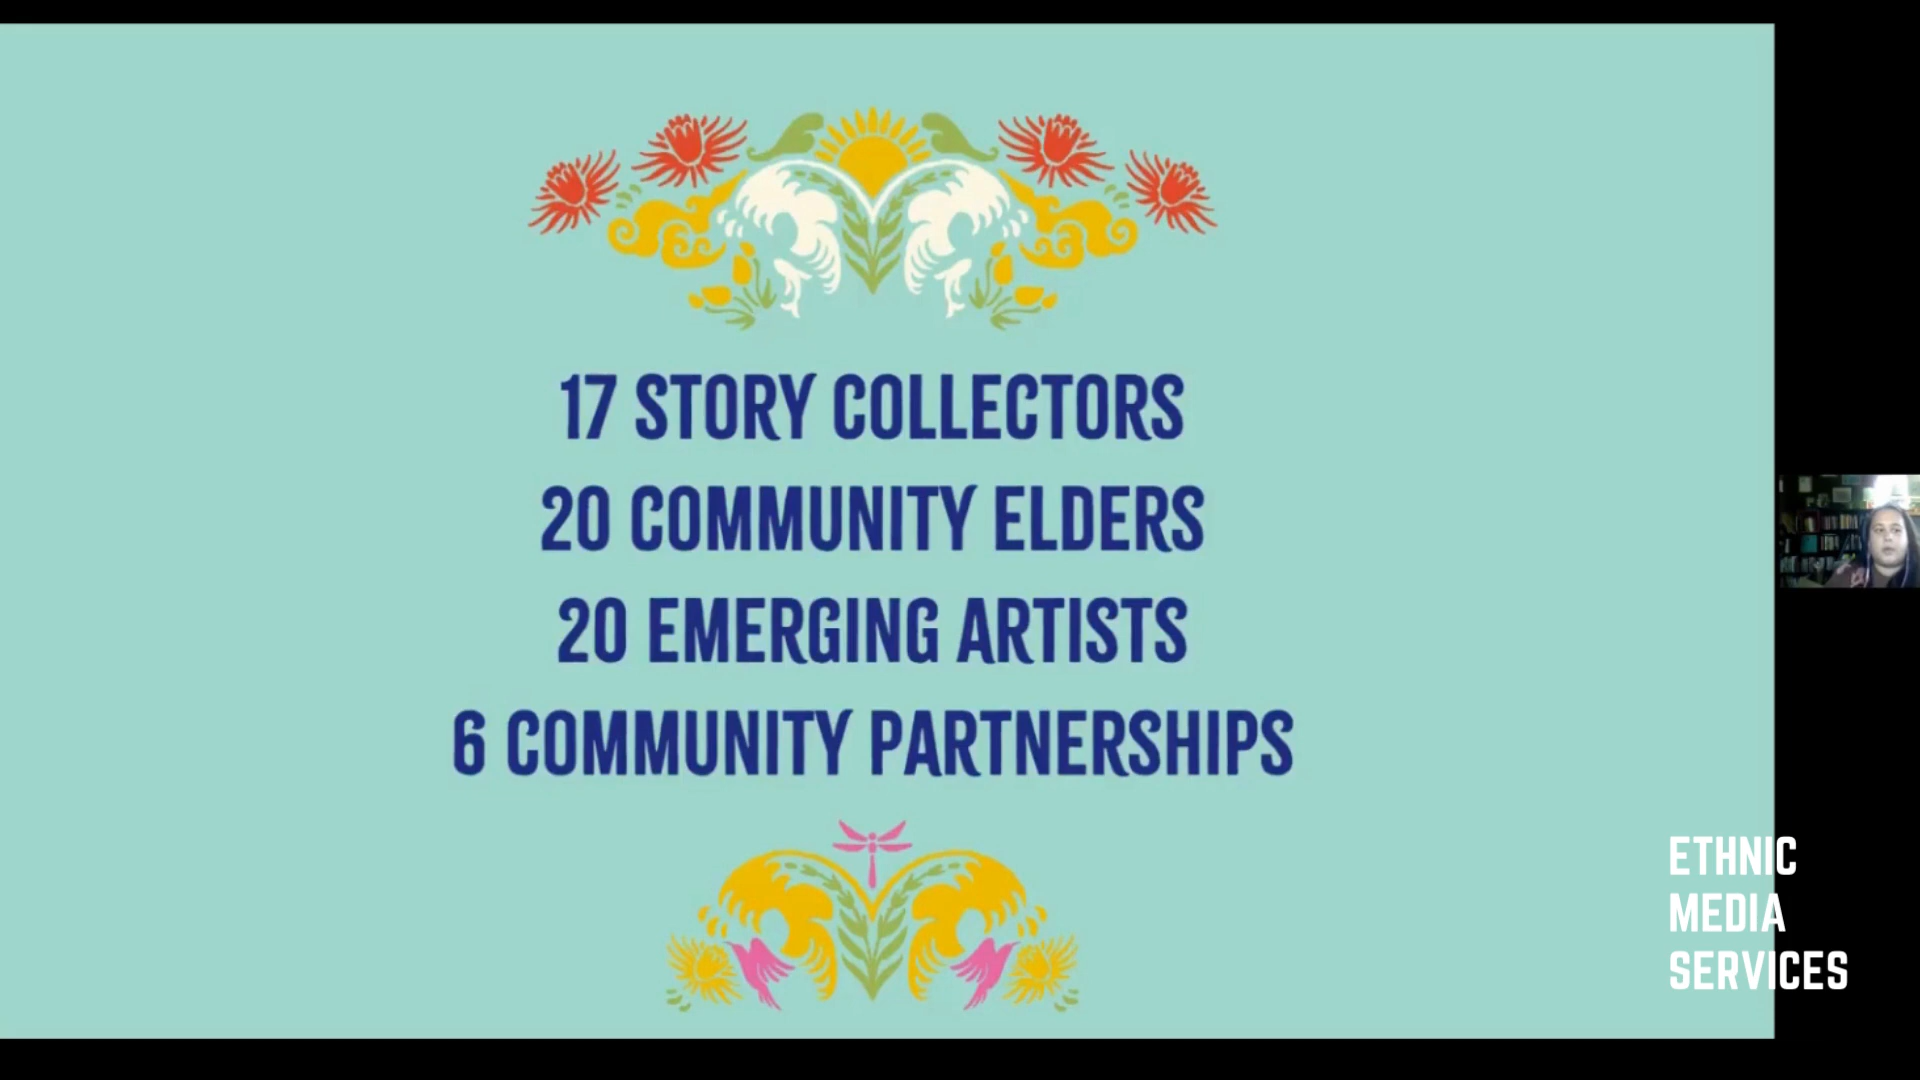 17 STORY COLLECTORS
20 COMMUNITY ELDERS
20 EMERGING ARTISTS
6 COMMUNITY PARTNERSHIPS
ETHNIC
MEDIA
SERVICES